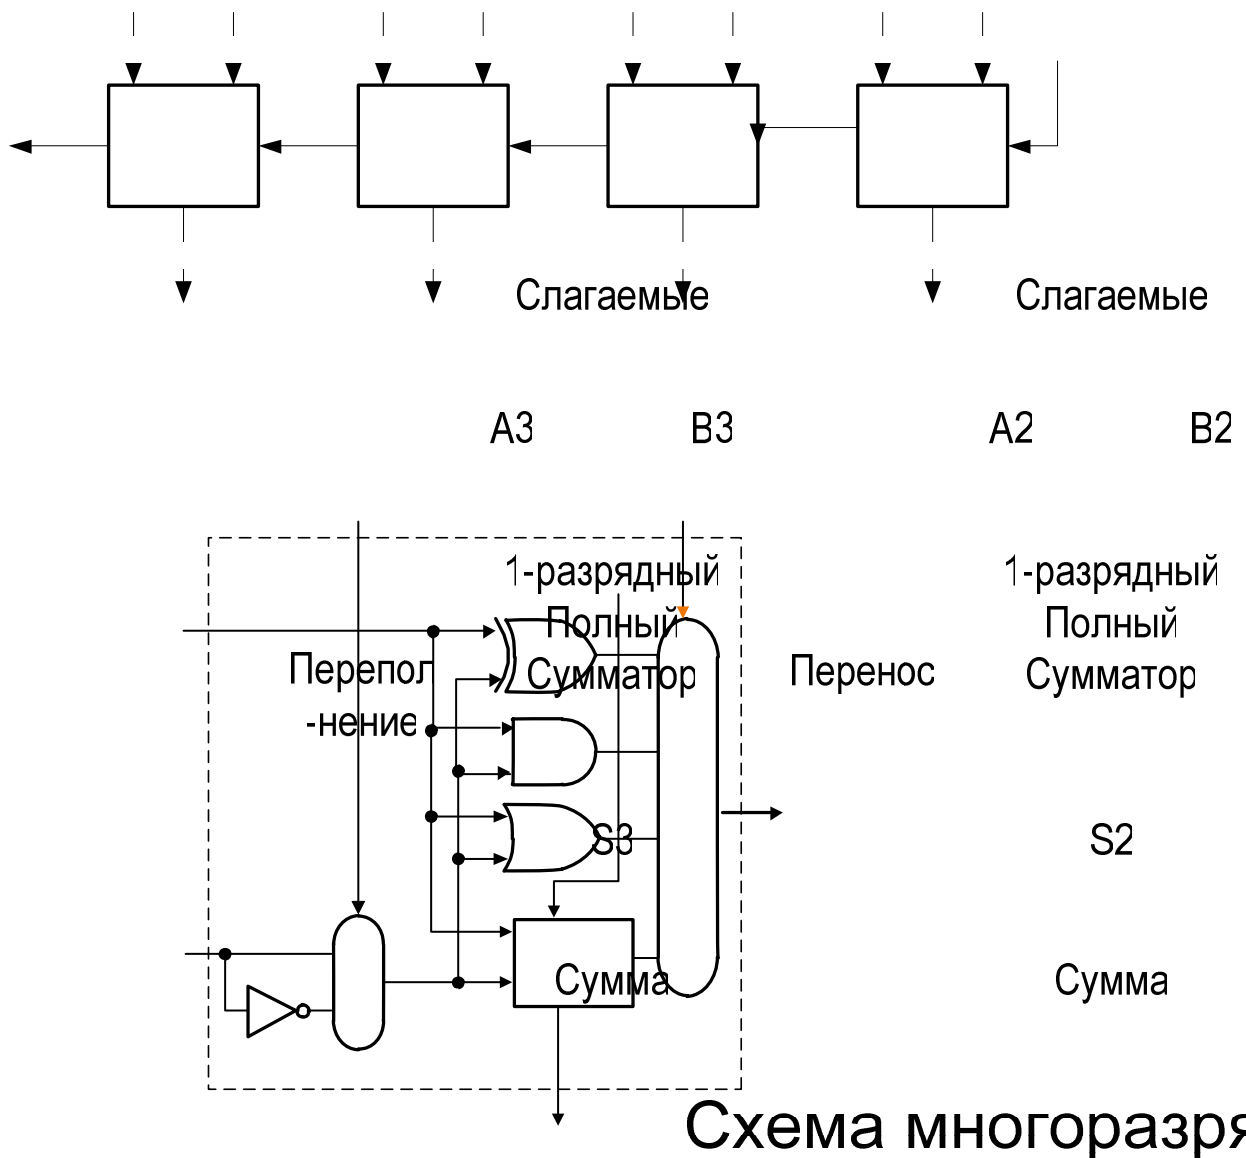 Слагаемые Слагаемые
A3 B3 A2 B2
1-разрядный 1-разрядный
Полный Полный
Сумматор Сумматор
Перепол Перенос
-нение
S3 S2
Сумма Сумма
Схема многоразря